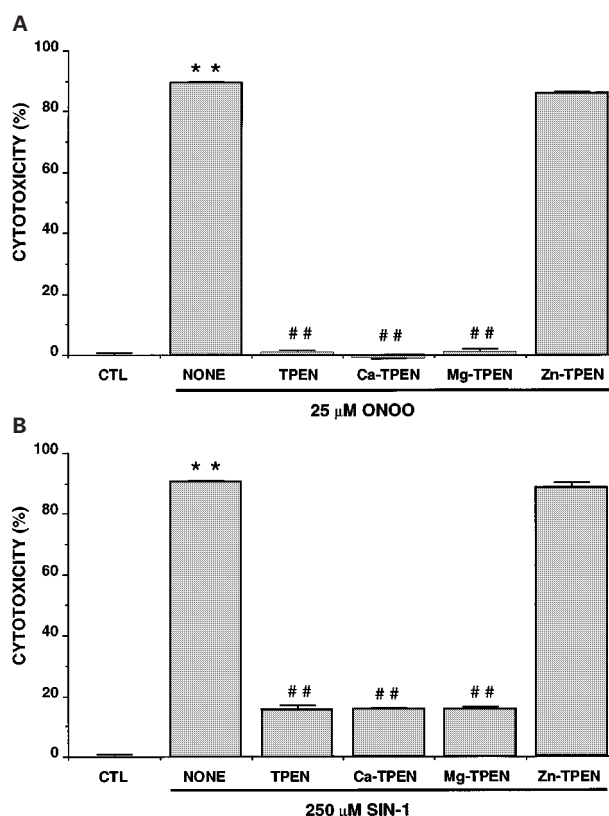 A
CYTOTOXICITY (%)
100
80
60
40
20
0
* *
# #
# #
# #
CTL
NONE
TPEN
Ca-TPEN
Mg-TPEN
Zn-TPEN
25 μM ONOO
B
CYTOTOXICITY (%)
100
80
60
40
20
0
* *
# #
# #
# #
CTL
NONE
TPEN
Ca-TPEN
Mg-TPEN
Zn-TPEN
250 μM SIN-1